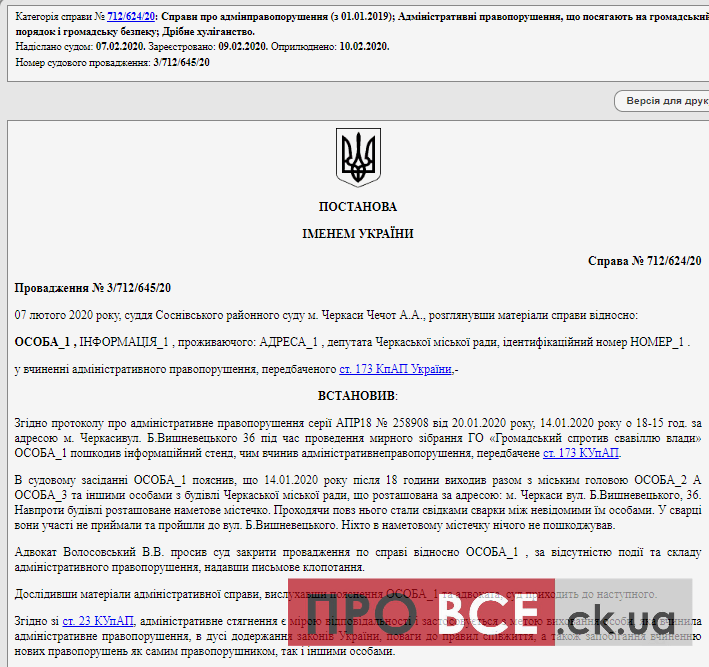 Категорія справи № 712/624/20: Справи про адмінправопорушення (з 01.01.2019); Адміністративні правопорушення, що посягають на громадський
порядок і громадську безпеку; Дрібне хуліганство.
Надіслано судом: 07.02.2020. Зареєстровано: 09.02.2020. Оприлюднено: 10.02.2020.
Номер судового провадження: 3/712/645/20
Версія для друк
ПОСТАНОВА
ІМЕНЕМ УКРАЇНИ
Справа № 712/624/20
Провадження № 3/712/645/20
07 лютого 2020 року, суддя Соснівського районного суду м. Черкаси Чечот А.А., розглянувши матеріали справи відносно:
ОСОБА_1 , ІНФОРМАЦІЯ_1 , проживаючого: АДРЕСА_1 , депутата Черкаської міської ради, ідентифікаційний номер НОМЕР_1 .
у вчиненні адміністративного правопорушення, передбаченого ст. 173 КпАП України,-
ВСТАНОВИВ:
Згідно протоколу про адміністративне правопорушення серії АПР18 № 258908 від 20.01.2020 року, 14.01.2020 року о 18-15 год. за
адресою м. Черкасивул. Б.Вишневецького 36 під час проведення мирного зібрання ГО «Громадський спротив свавіллю влади»
ОСОБА_1 пошкодив інформаційний стенд, чим вчинив адміністративнеправопорушення, передбачене ст. 173 КУпАП.
В судовому засіданні ОСОБА_1 пояснив, що 14.01.2020 року після 18 години виходив разом з міським головою ОСОБА_2 А
ОСОБА_3 та іншими особами з будівлі Черкаської міської ради, що розташована за адресою: м. Черкаси вул. Б.Вишневецького, 36.
Навпроти будівлі розташоване наметове містечко. Проходячи повз нього стали свідками сварки між невідомими їм особами. У сварці
вони участі не приймали та пройшли до вул. Б.Вишневецького. Ніхто в наметовому містечку нічого не пошкоджував.
Адвокат Волосовський В.В. просив суд закрити провадження по справі відносно ОСОБА_1 , за відсутністю події та складу
адміністративного правопорушення, надавши письмове клопотання.
Дослідивши матеріали адміністративної справи, вислухавши пояснення ОСОБА_1 та адвоката, суд приходить до наступного.
Згідно зі ст. 23 КУпАП, адміністративне стягнення є мірою відповідальності і застосовується з метою виховання особи, яка вчинила
адміністративне правопорушення, в дусі додержання законів України, поваги до правил співжиття, а також запобігання вчиненню
нових правопорушень як самим правопорушником, так і іншими особами.
ПРО ВСЕ.ck.ua